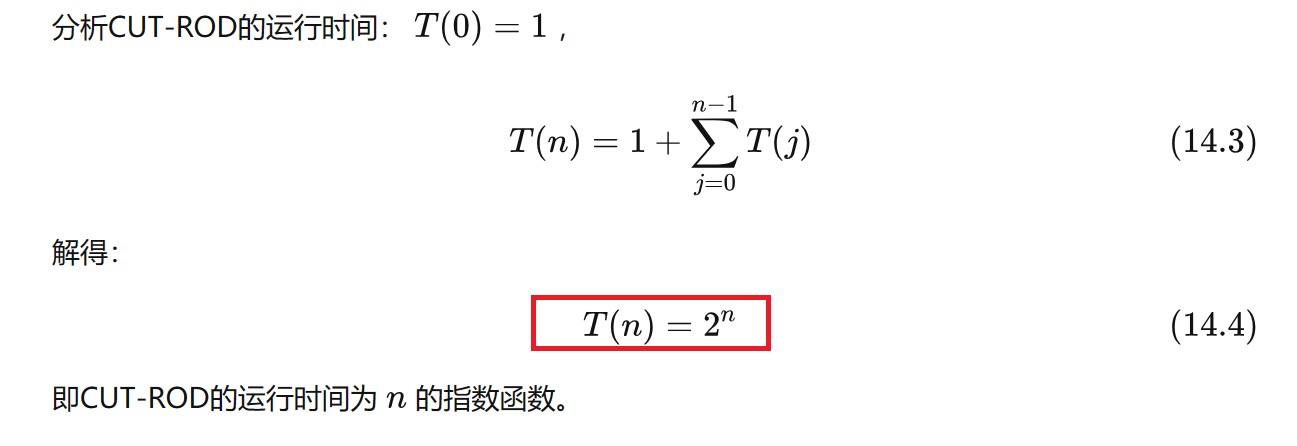 分析CUT-ROD的运行时间： T(0) = 1 ，
T(n) = 1 + \sum_{j=0}^{n-1} T(j) (14.3)
解得：
T(n) = 2^n (14.4)
即CUT-ROD的运行时间为 n 的指数函数。